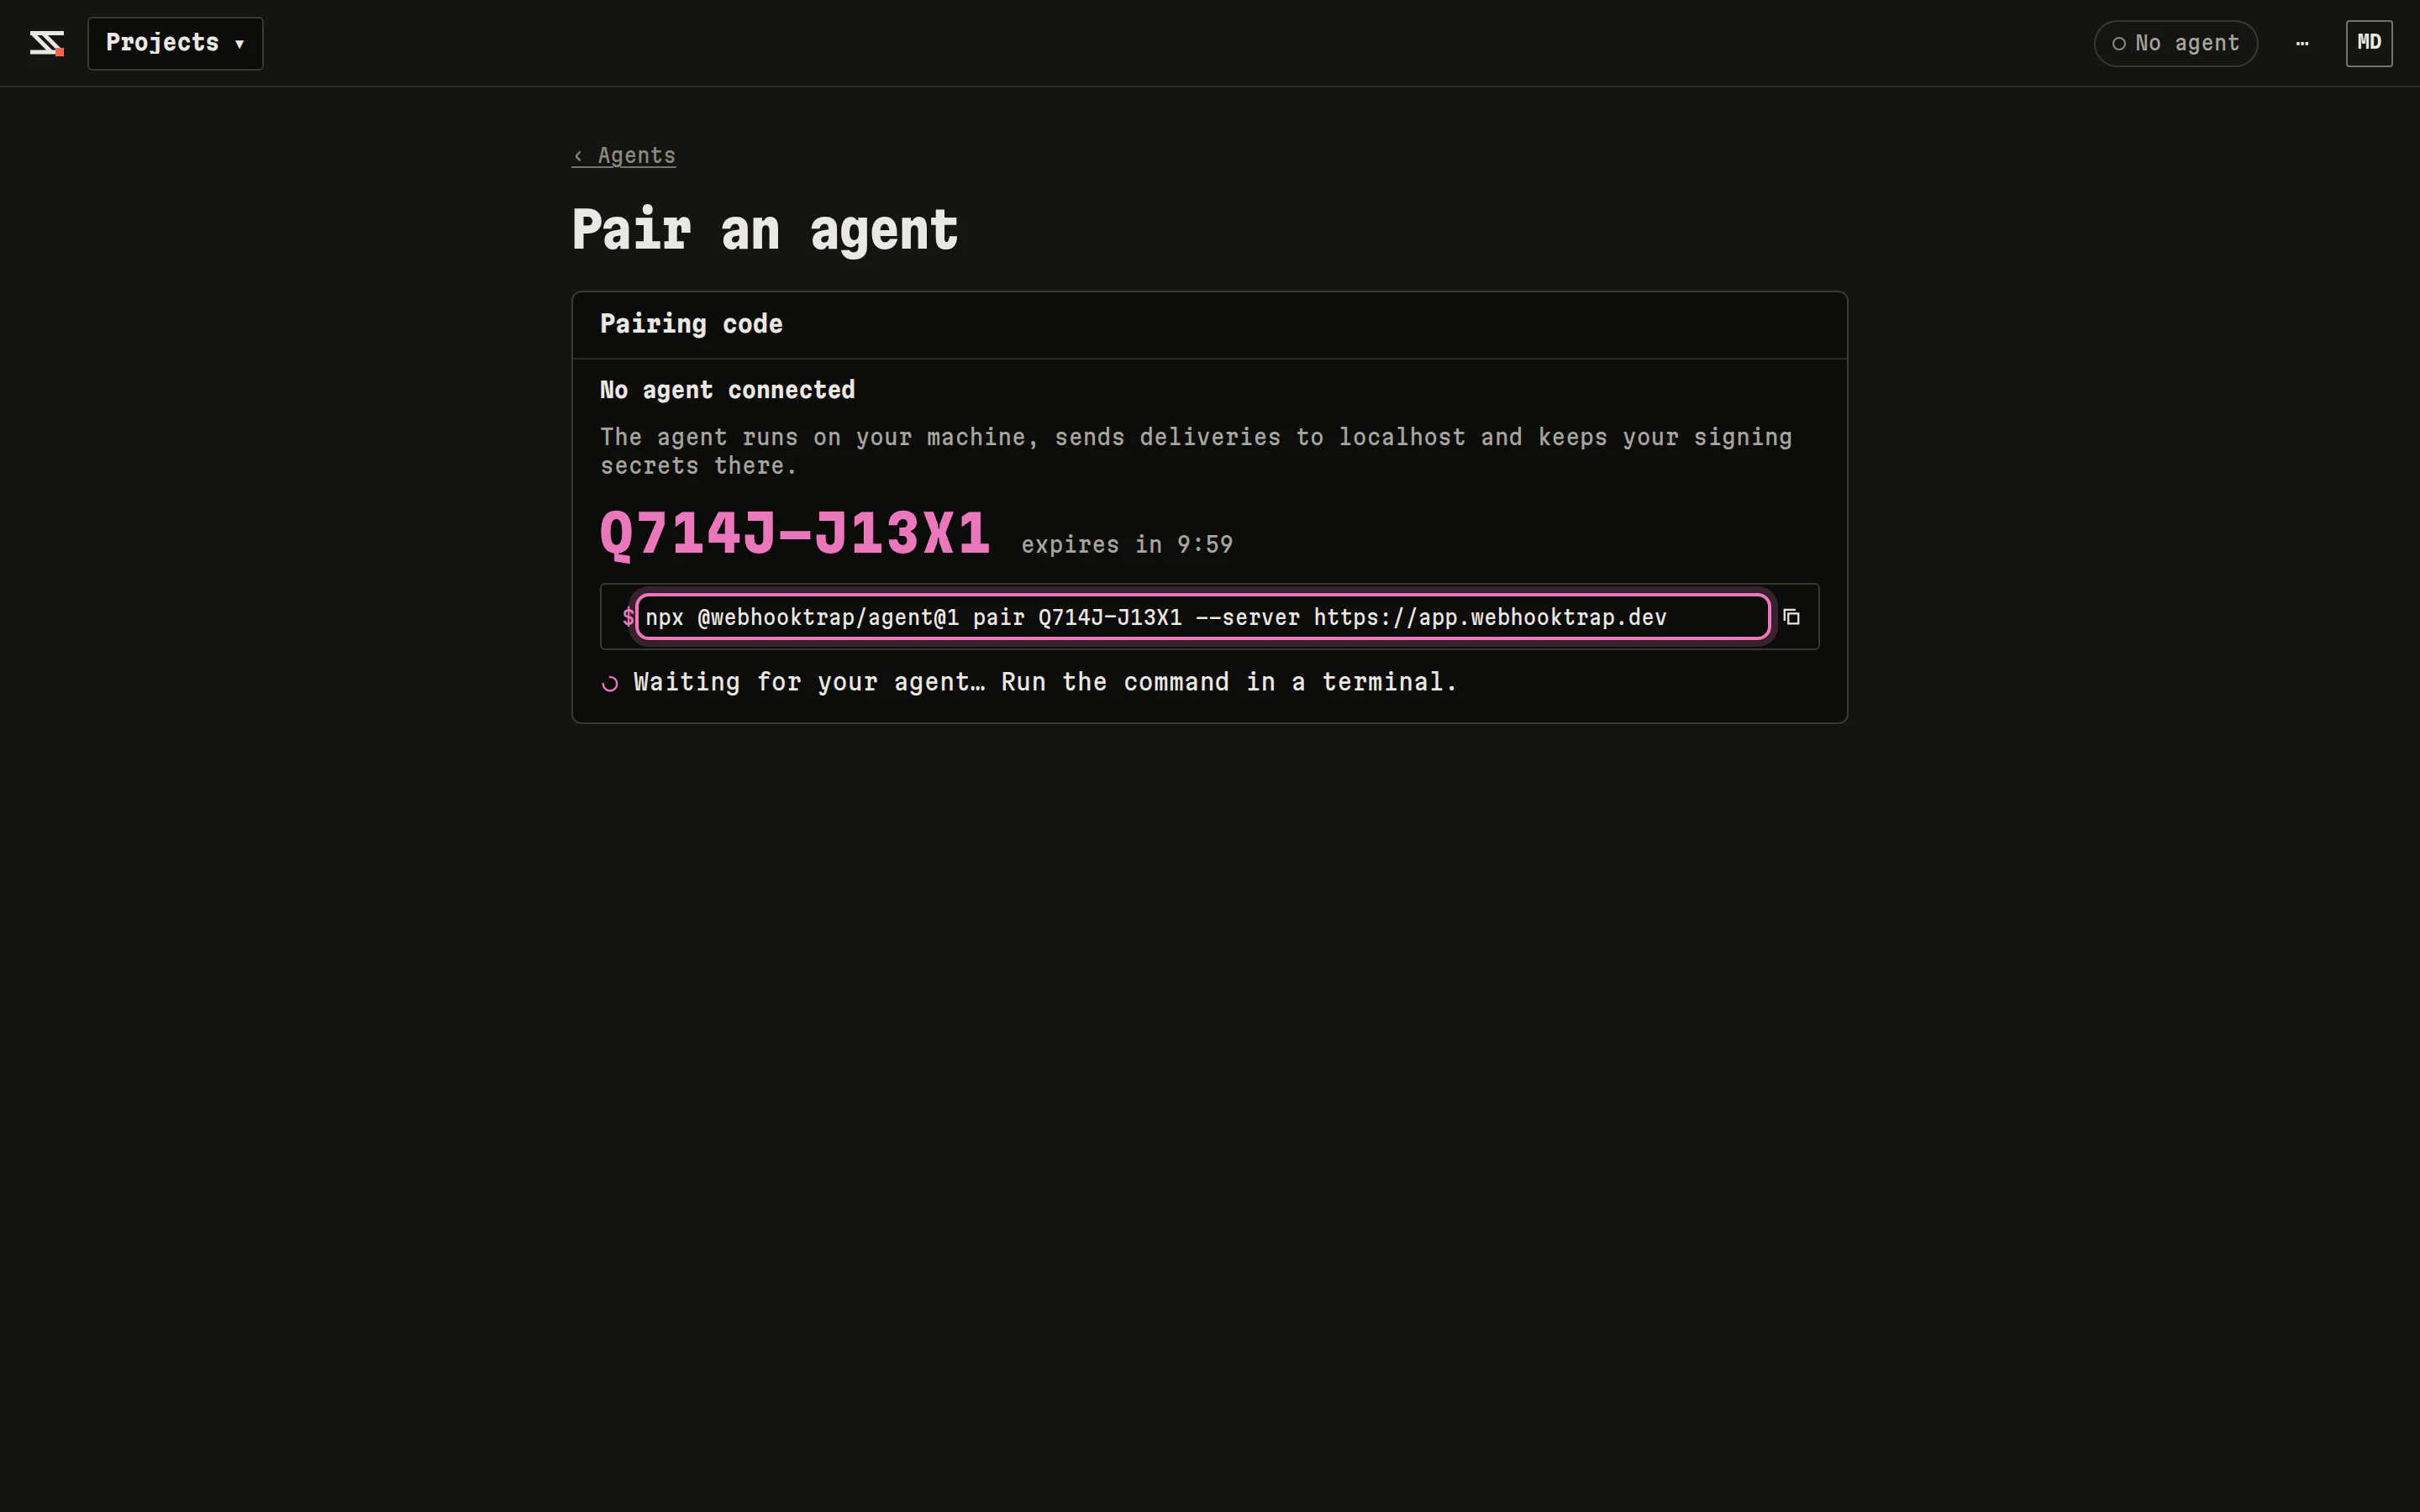 Projects ▾
No agent
…
MD
‹ Agents
Pair an agent
Pairing code
No agent connected
The agent runs on your machine, sends deliveries to localhost and keeps your signing
secrets there.
Q714J–J13X1 expires in 9:59
$ npx @webhooktrap/agent@1 pair Q714J-J13X1 --server https://app.webhooktrap.dev
Waiting for your agent… Run the command in a terminal.